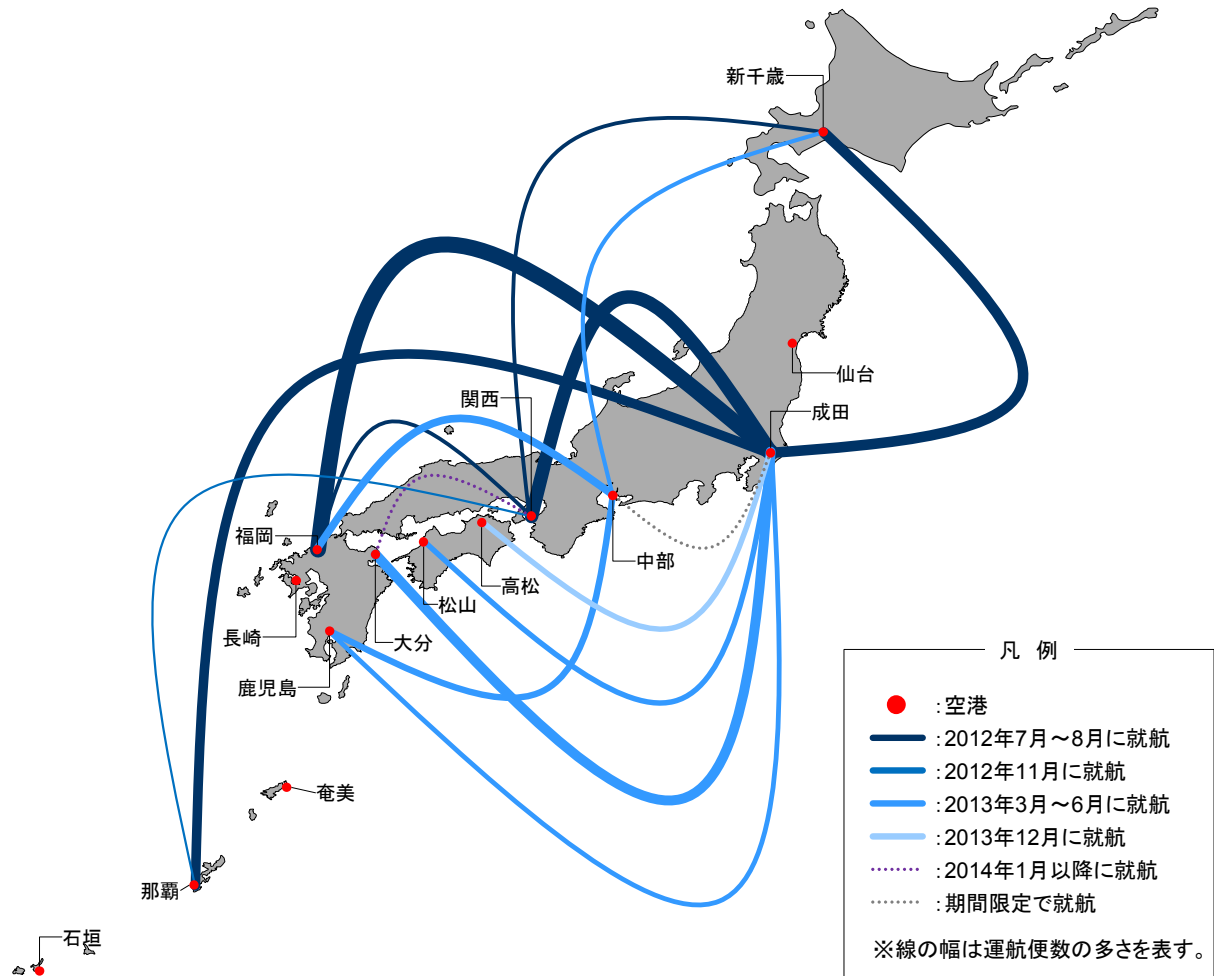 新千歳
仙台
関西
成田
福岡
中部
高松
松山
長崎
大分
鹿児島
奄美
那覇
石垣
凡 例
：空港
：2012年7月～8月に就航
：2012年11月に就航
：2013年3月～6月に就航
：2013年12月に就航
：2014年1月以降に就航
：期間限定で就航
※線の幅は運航便数の多さを表す。